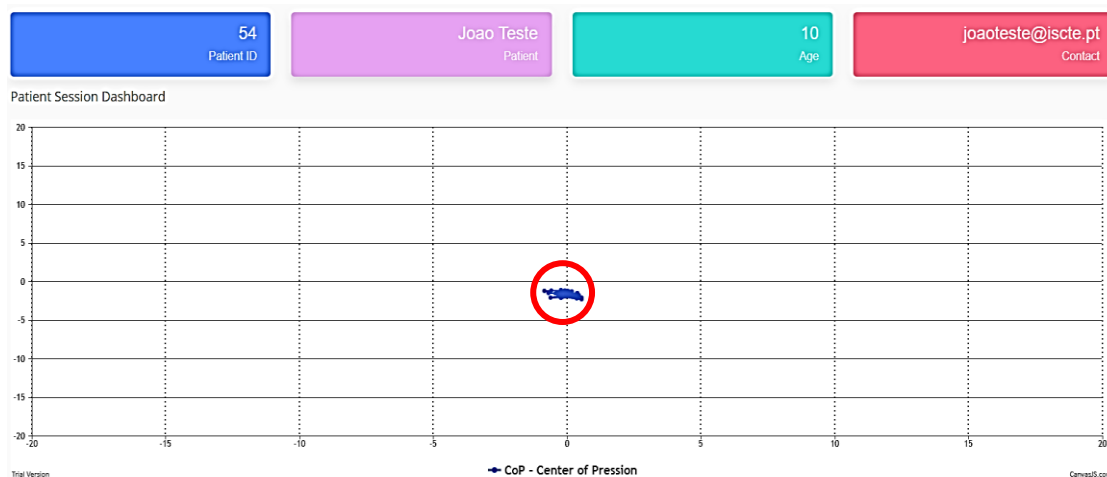 54
Patient ID
Joao Teste
Patient
10
Age
joaoteste@iscte.pt
Contact
Patient Session Dashboard
20
15
10
5
0
-5
-10
-15
-20
-20 -15 -10 -5 0 5 10 15 20
CoP - Center of Pression
Trial Version
CanvasJS.com